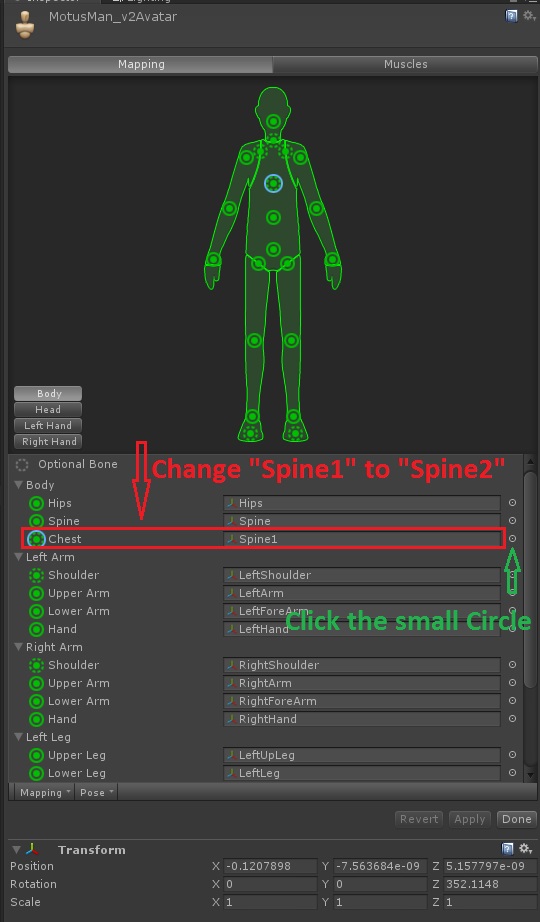 MotusMan_v2Avatar
Mapping Muscles
Body
Head
Left Hand
Right Hand
Optional Bone
Change "Spine1" to "Spine2"
Body
Hips Hips
Spine Spine
Chest Spine1
Left Arm
Shoulder LeftShoulder
Upper Arm LeftArm
Lower Arm LeftForeArm
Click the small Circle
Hand LeftHand
Right Arm
Shoulder RightShoulder
Upper Arm RightArm
Lower Arm RightForeArm
Hand RightHand
Left Leg
Upper Leg LeftUpLeg
Lower Leg LeftLeg
Mapping Pose
Revert Apply Done
Transform
Position X -0.1207898 Y -7.563684e-09 Z 5.157797e-09
Rotation X 0 Y 0 Z 352.1148
Scale X 1 Y 1 Z 1